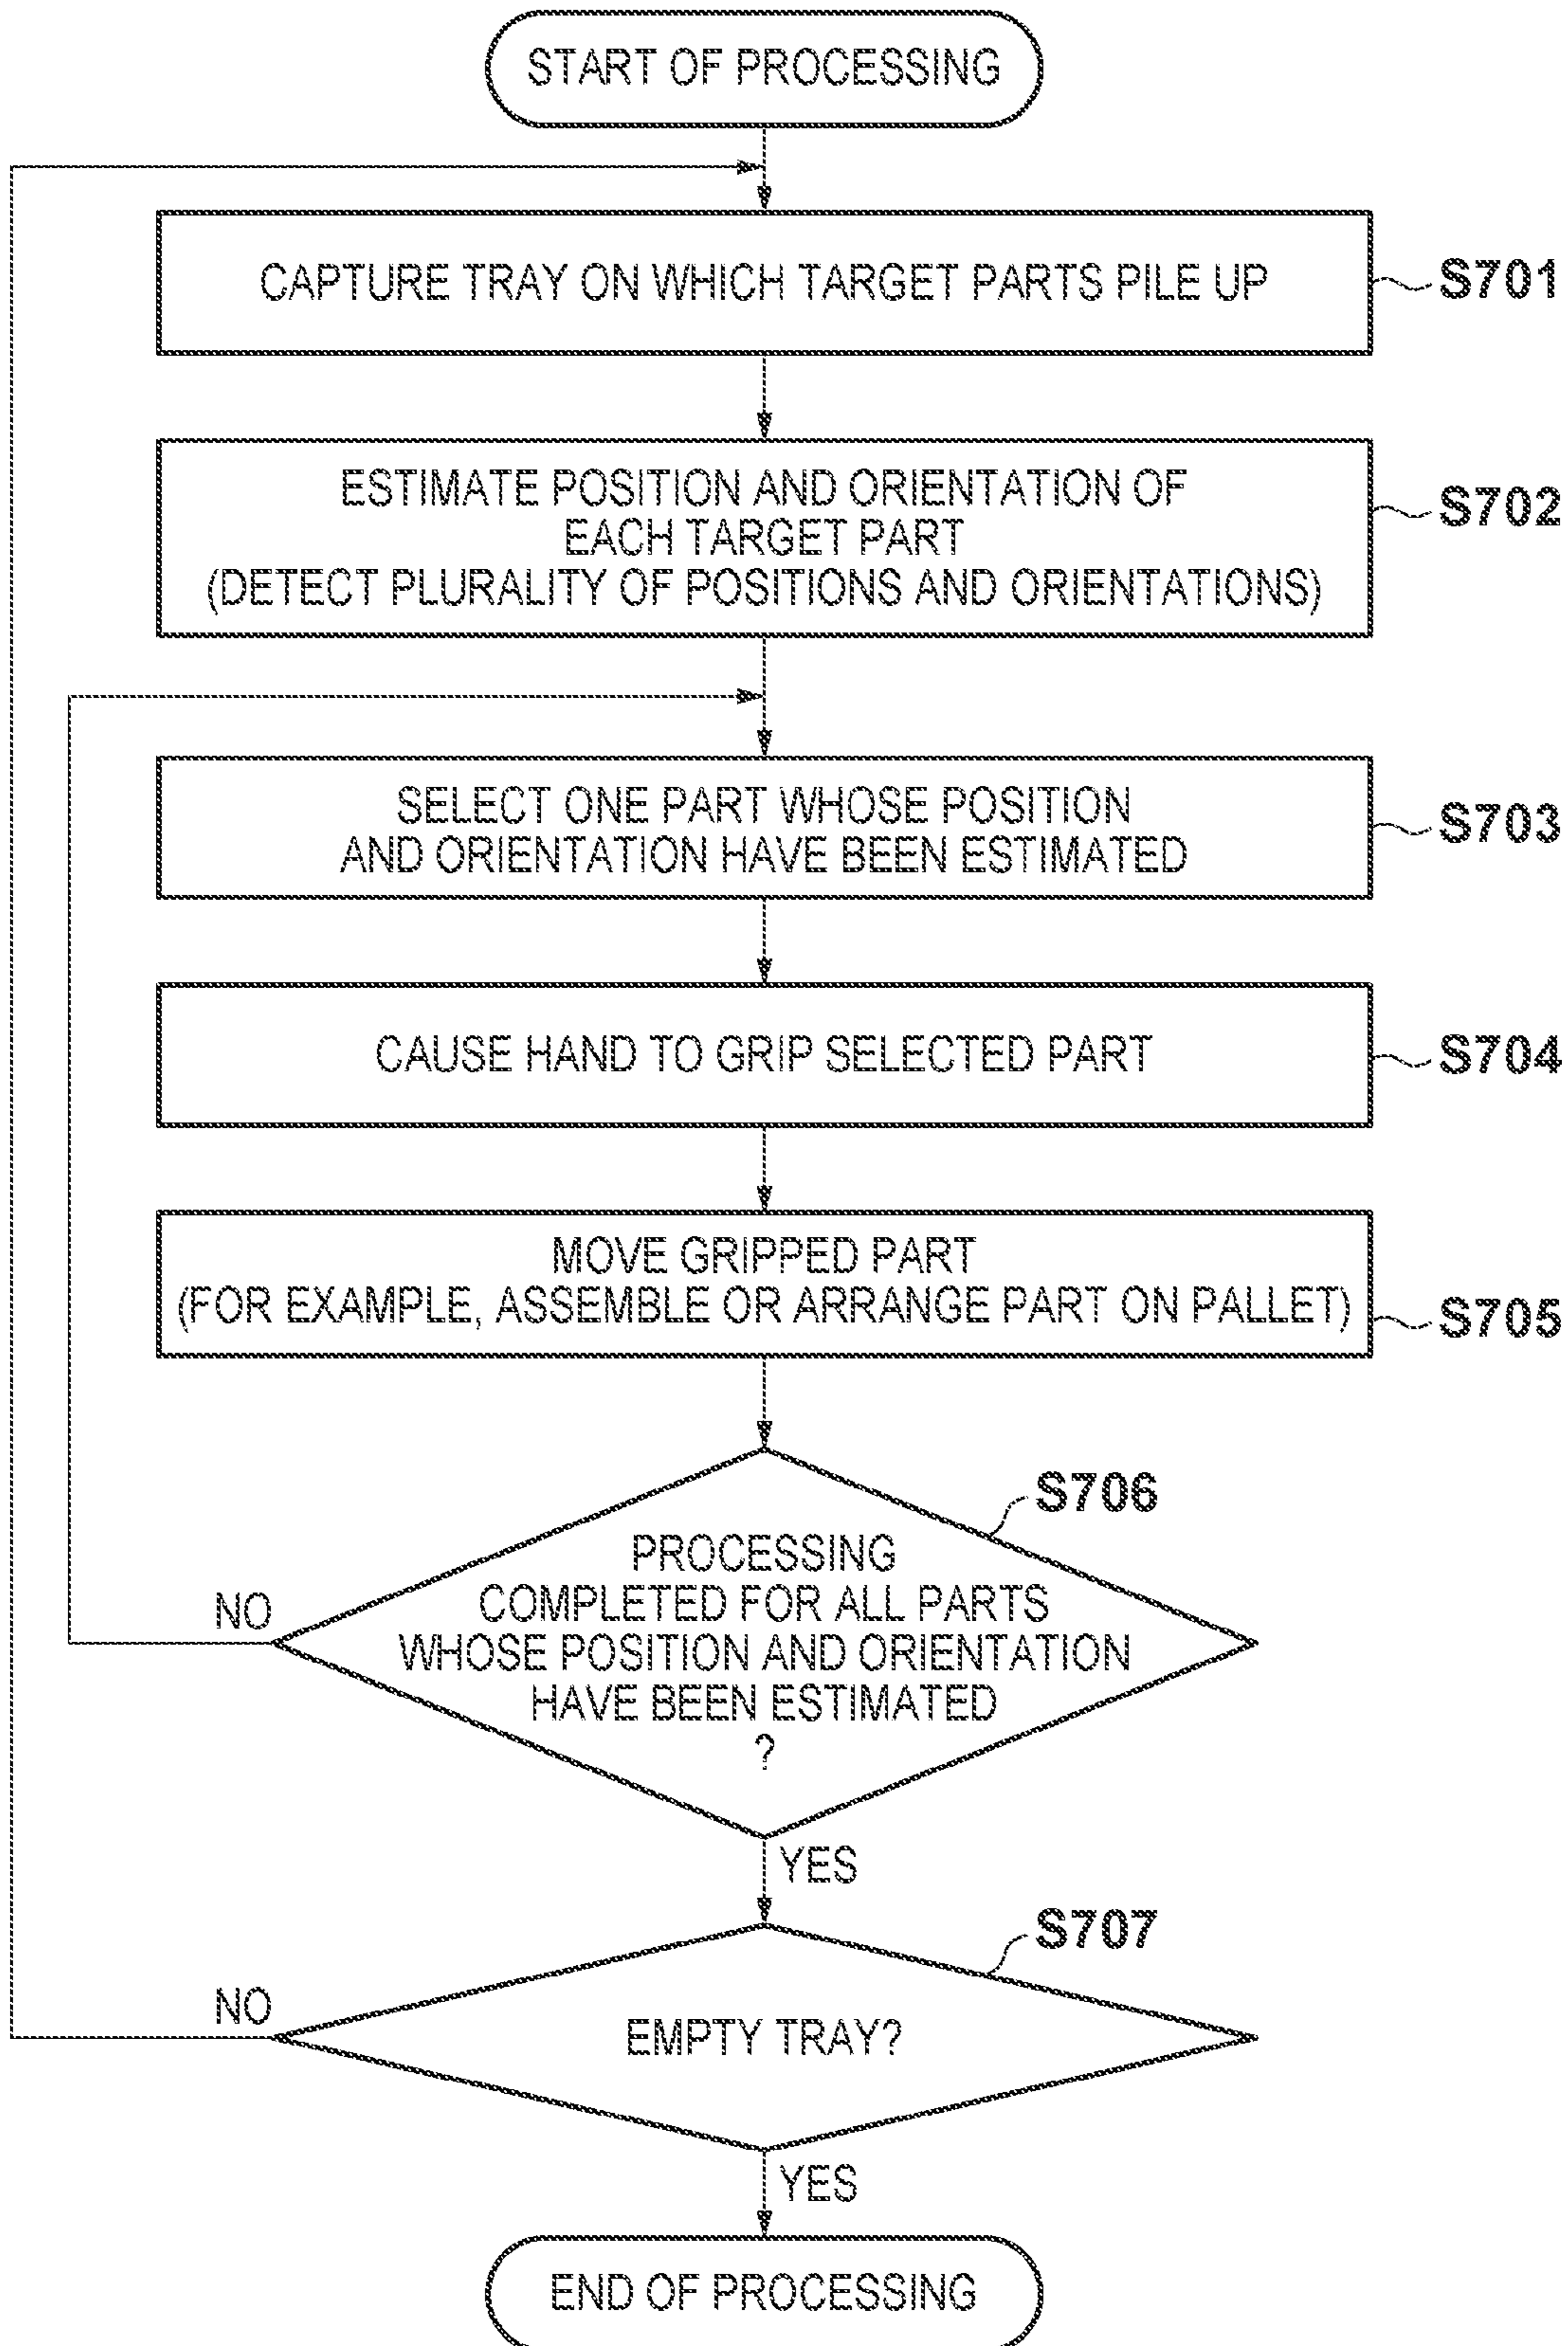 START OF PROCESSING
CAPTURE TRAY ON WHICH TARGET PARTS PILE UP
S701
ESTIMATE POSITION AND ORIENTATION OF
EACH TARGET PART
(DETECT PLURALITY OF POSITIONS AND ORIENTATIONS)
S702
SELECT ONE PART WHOSE POSITION
AND ORIENTATION HAVE BEEN ESTIMATED
S703
CAUSE HAND TO GRIP SELECTED PART
S704
MOVE GRIPPED PART
(FOR EXAMPLE, ASSEMBLE OR ARRANGE PART ON PALLET)
S705
S706
PROCESSING
COMPLETED FOR ALL PARTS
WHOSE POSITION AND ORIENTATION
HAVE BEEN ESTIMATED
?
NO
YES
S707
NO
EMPTY TRAY?
YES
END OF PROCESSING